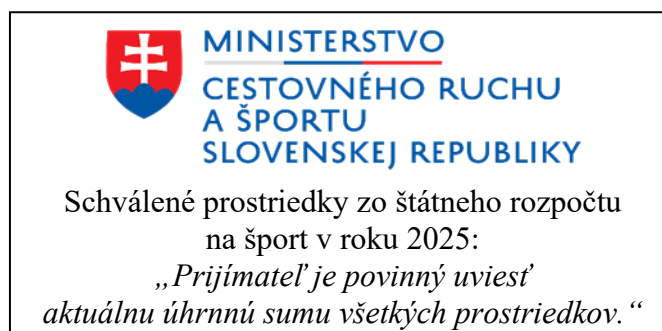 MINISTERSTVO
CESTOVNÉHO RUCHU
A ŠPORTU
SLOVENSKEJ REPUBLIKY
Schválené prostriedky zo štátneho rozpočtu
na šport v roku 2025:
„Prijímateľ je povinný uviesť
aktuálnu úhrnnú sumu všetkých prostriedkov.“